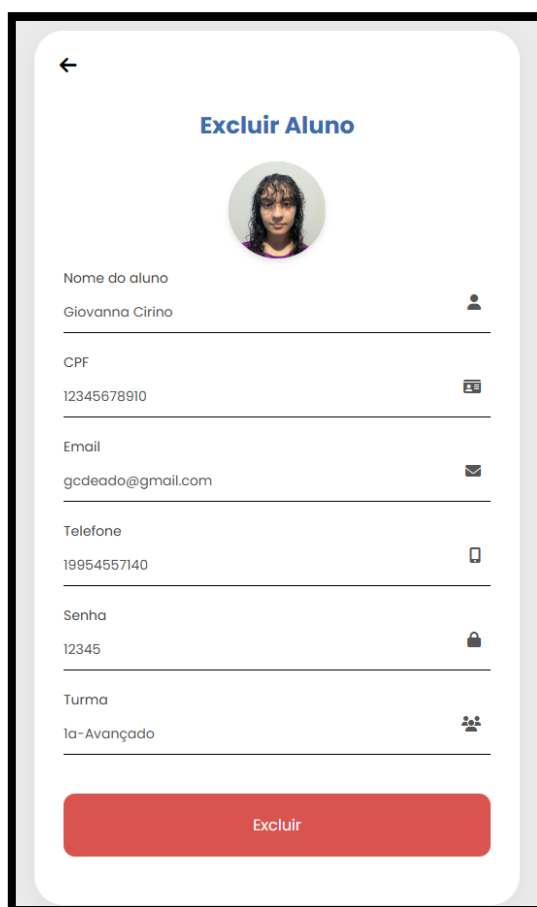 Excluir Aluno
Nome do aluno
Giovanna Cirino
CPF
12345678910
Email
gcdeado@gmail.com
Telefone
19954557140
Senha
12345
Turma
1a-Avançado
Excluir